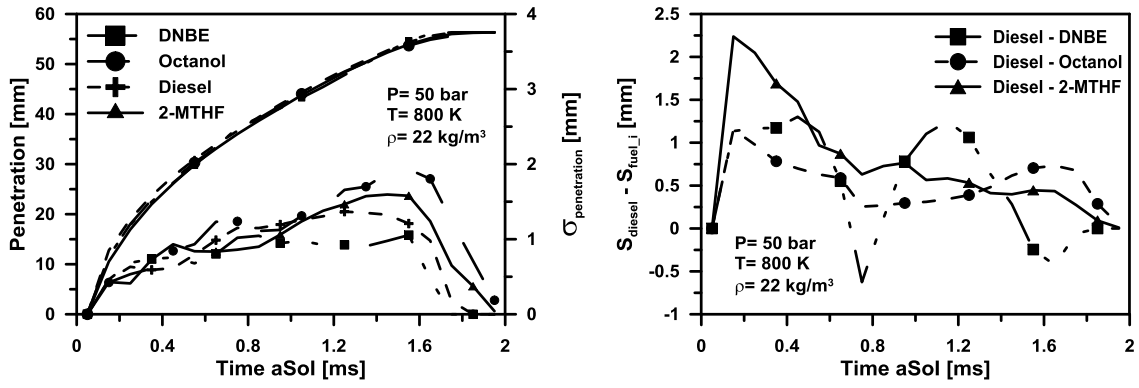 60
50
40
30
20
10
0
Penetration [mm]
DNBE
Octanol
Diesel
2-MTHF
P= 50 bar
T= 800 K
ρ= 22 kg/m³
4
3
2
1
0
σpenetration [mm]
0
0.4
0.8
1.2
1.6
2
Time aSol [ms]
2.5
2
1.5
1
0.5
0
-0.5
-1
Sdiesel - Sfuel_i [mm]
Diesel - DNBE
Diesel - Octanol
Diesel - 2-MTHF
P= 50 bar
T= 800 K
ρ= 22 kg/m³
0
0.4
0.8
1.2
1.6
2
Time aSol [ms]